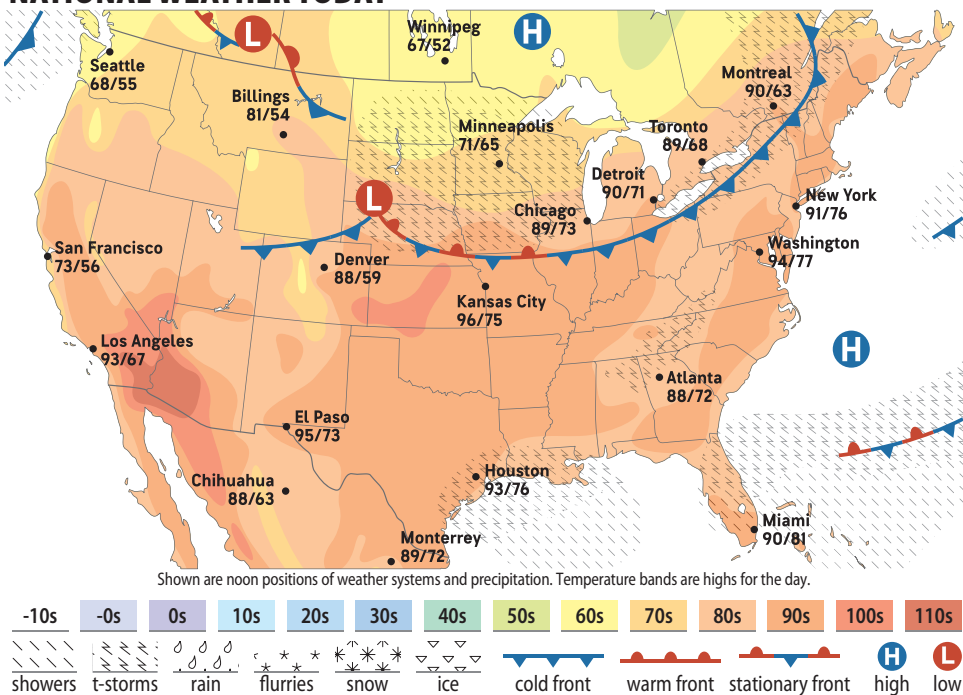 NATIONAL WEATHER TODAY
L
H
Winnipeg
67/52
Seattle
68/55
Montreal
90/63
Billings
81/54
Minneapolis
71/65
Toronto
89/68
Detroit
90/71
L
New York
91/76
Chicago
89/73
San Francisco
73/56
Washington
94/77
Denver
88/59
Kansas City
96/75
Los Angeles
93/67
H
Atlanta
88/72
El Paso
95/73
Houston
93/76
Chihuahua
88/63
Miami
90/81
Monterrey
89/72
Shown are noon positions of weather systems and precipitation. Temperature bands are highs for the day.
-10s -0s 0s 10s 20s 30s 40s 50s 60s 70s 80s 90s 100s 110s
H L
showers t-storms rain flurries snow ice cold front warm front stationary front high low